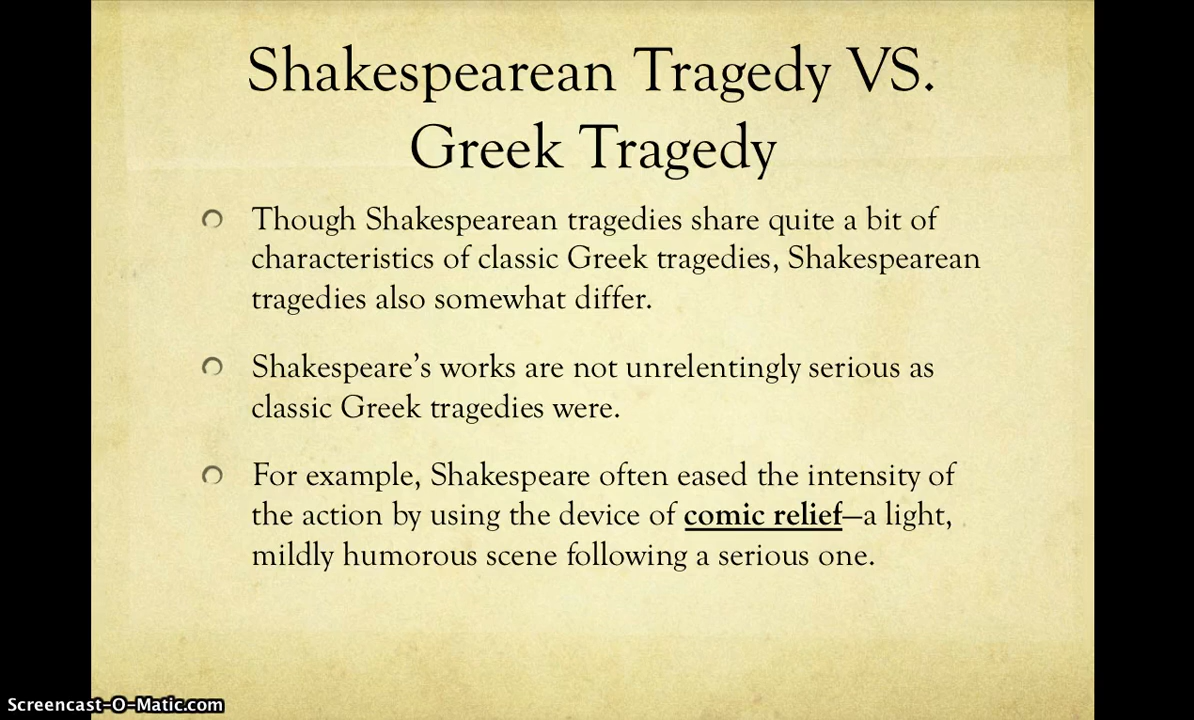 Shakespearean Tragedy VS.
Greek Tragedy
Though Shakespearean tragedies share quite a bit of
characteristics of classic Greek tragedies, Shakespearean
tragedies also somewhat differ.
Shakespeare's works are not unrelentingly serious as
classic Greek tragedies were.
For example, Shakespeare often eased the intensity of
the action by using the device of comic relief—a light,
mildly humorous scene following a serious one.
Screencast-O-Matic.com